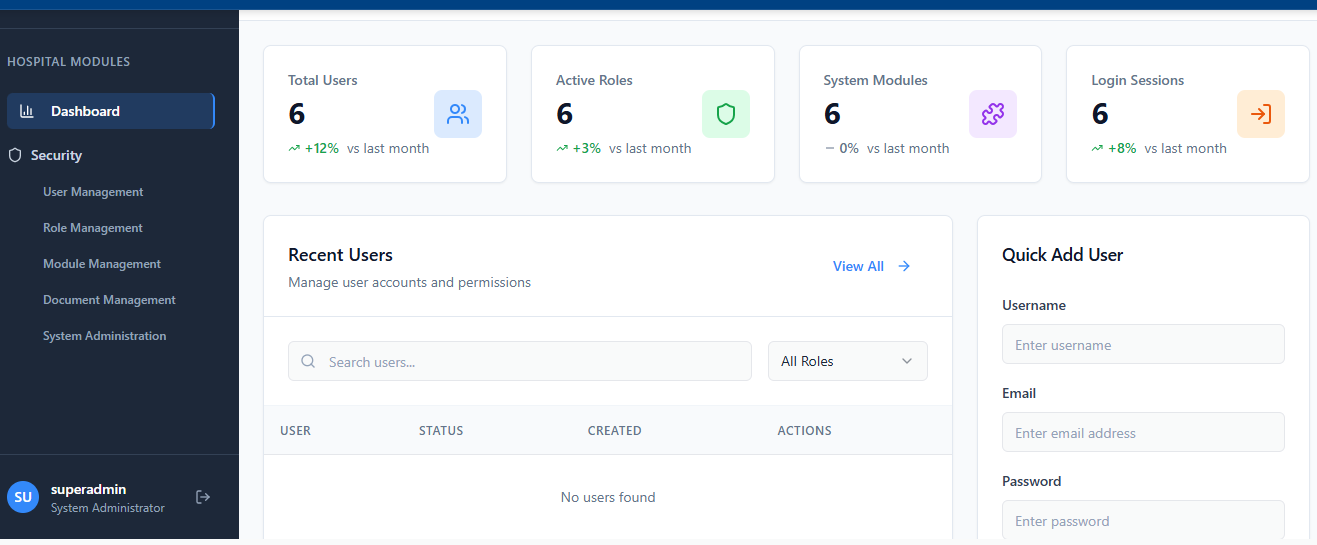 HOSPITAL MODULES
Dashboard
Security
User Management
Role Management
Module Management
Document Management
System Administration
SU
superadmin
System Administrator
Total Users
6
+12% vs last month
Active Roles
6
+3% vs last month
System Modules
6
0% vs last month
Login Sessions
6
+8% vs last month
Recent Users
Manage user accounts and permissions
View All
Search users...
All Roles
USER STATUS CREATED ACTIONS
No users found
Quick Add User
Username
Enter username
Email
Enter email address
Password
Enter password